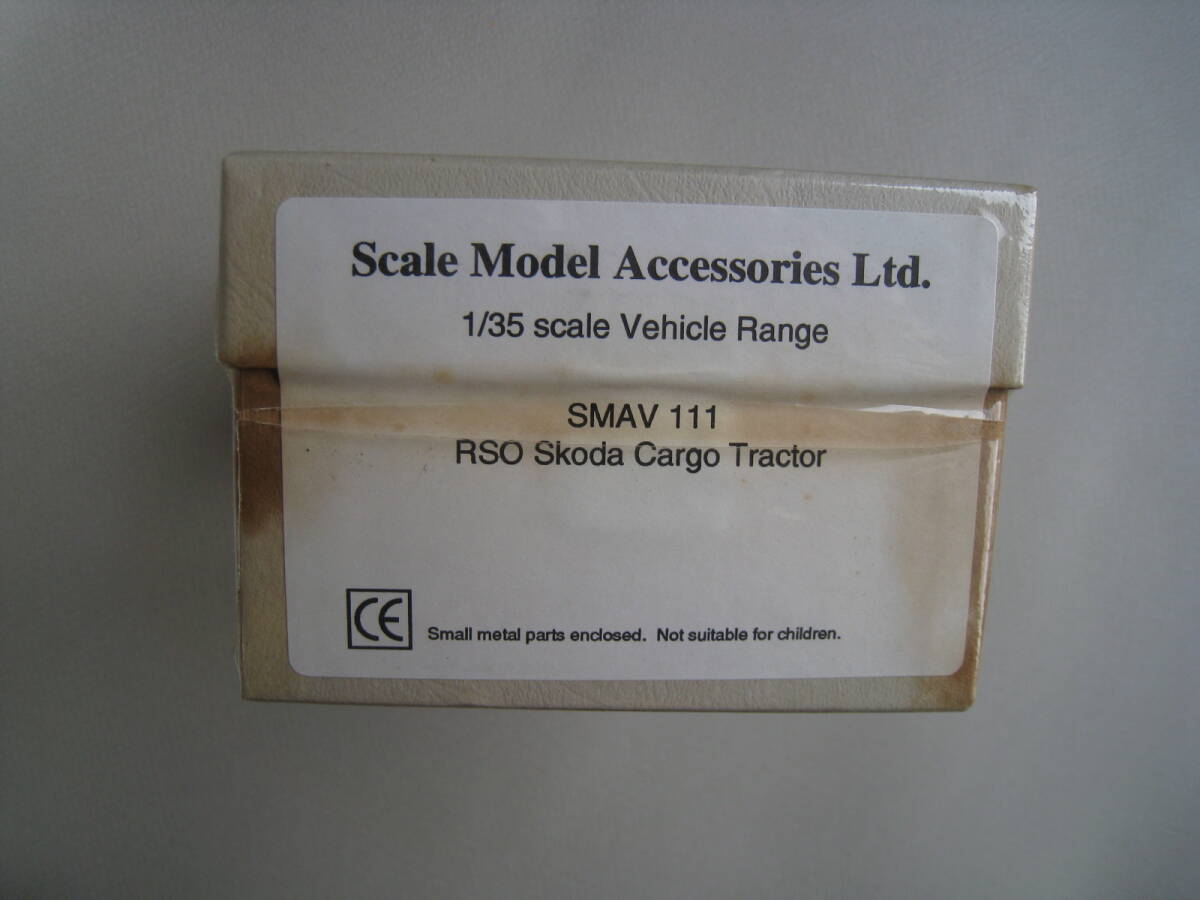 Scale Model Accessories Ltd.
1/35 scale Vehicle Range
SMAV 111
RSO Skoda Cargo Tractor
CE
Small metal parts enclosed. Not suitable for children.